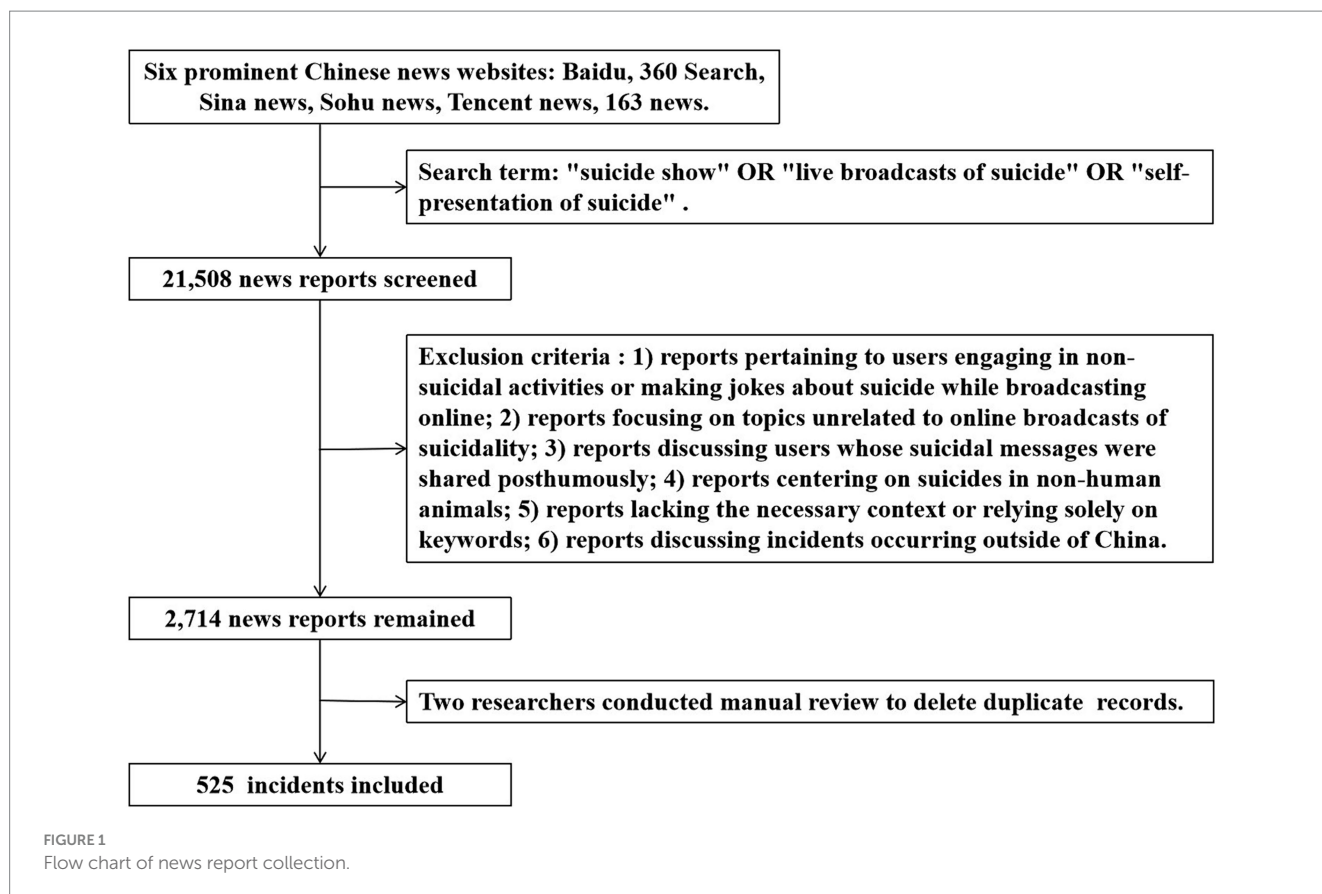 Six prominent Chinese news websites: Baidu, 360 Search,
Sina news, Sohu news, Tencent news, 163 news.
Search term: "suicide show" OR "live broadcasts of suicide" OR "self-
presentation of suicide" .
21,508 news reports screened
Exclusion criteria : 1) reports pertaining to users engaging in non-
suicidal activities or making jokes about suicide while broadcasting
online; 2) reports focusing on topics unrelated to online broadcasts of
suicidality; 3) reports discussing users whose suicidal messages were
shared posthumously; 4) reports centering on suicides in non-human
animals; 5) reports lacking the necessary context or relying solely on
keywords; 6) reports discussing incidents occurring outside of China.
2,714 news reports remained
Two researchers conducted manual review to delete duplicate records.
525 incidents included
FIGURE 1
Flow chart of news report collection.